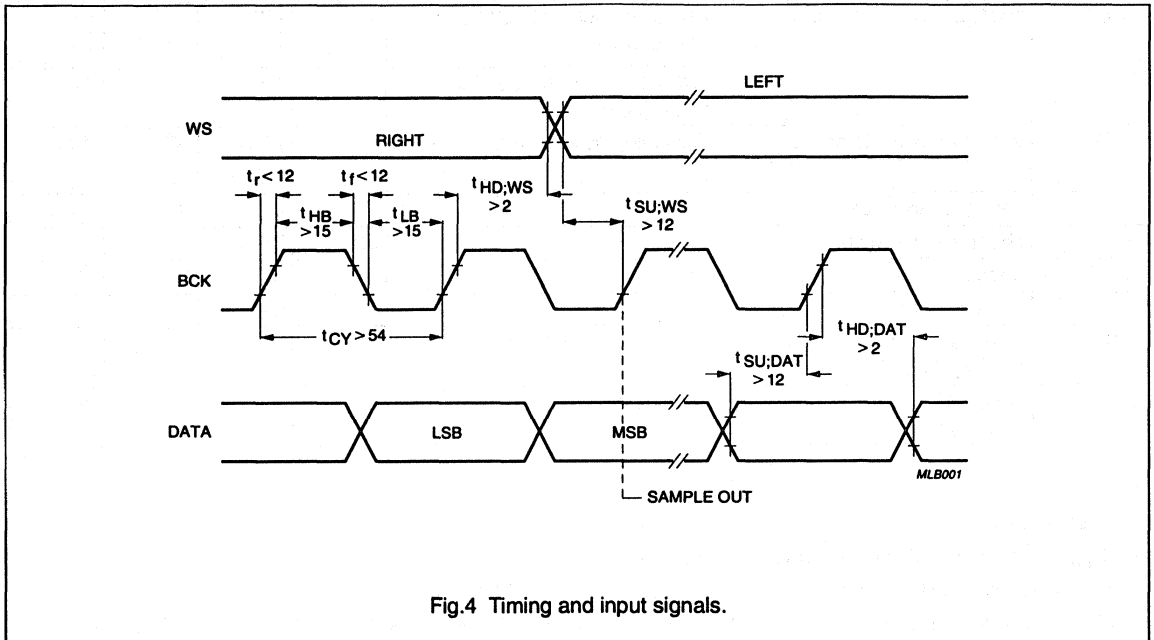 LEFT
WS
RIGHT
tr<12
tf<12
tHD;WS
>2
tSU;WS
>12
tHB
>15
tLB
>15
BCK
tCY>54
tHD;DAT
>2
tSU;DAT
>12
DATA
LSB
MSB
MLB001
SAMPLE OUT
Fig.4 Timing and input signals.